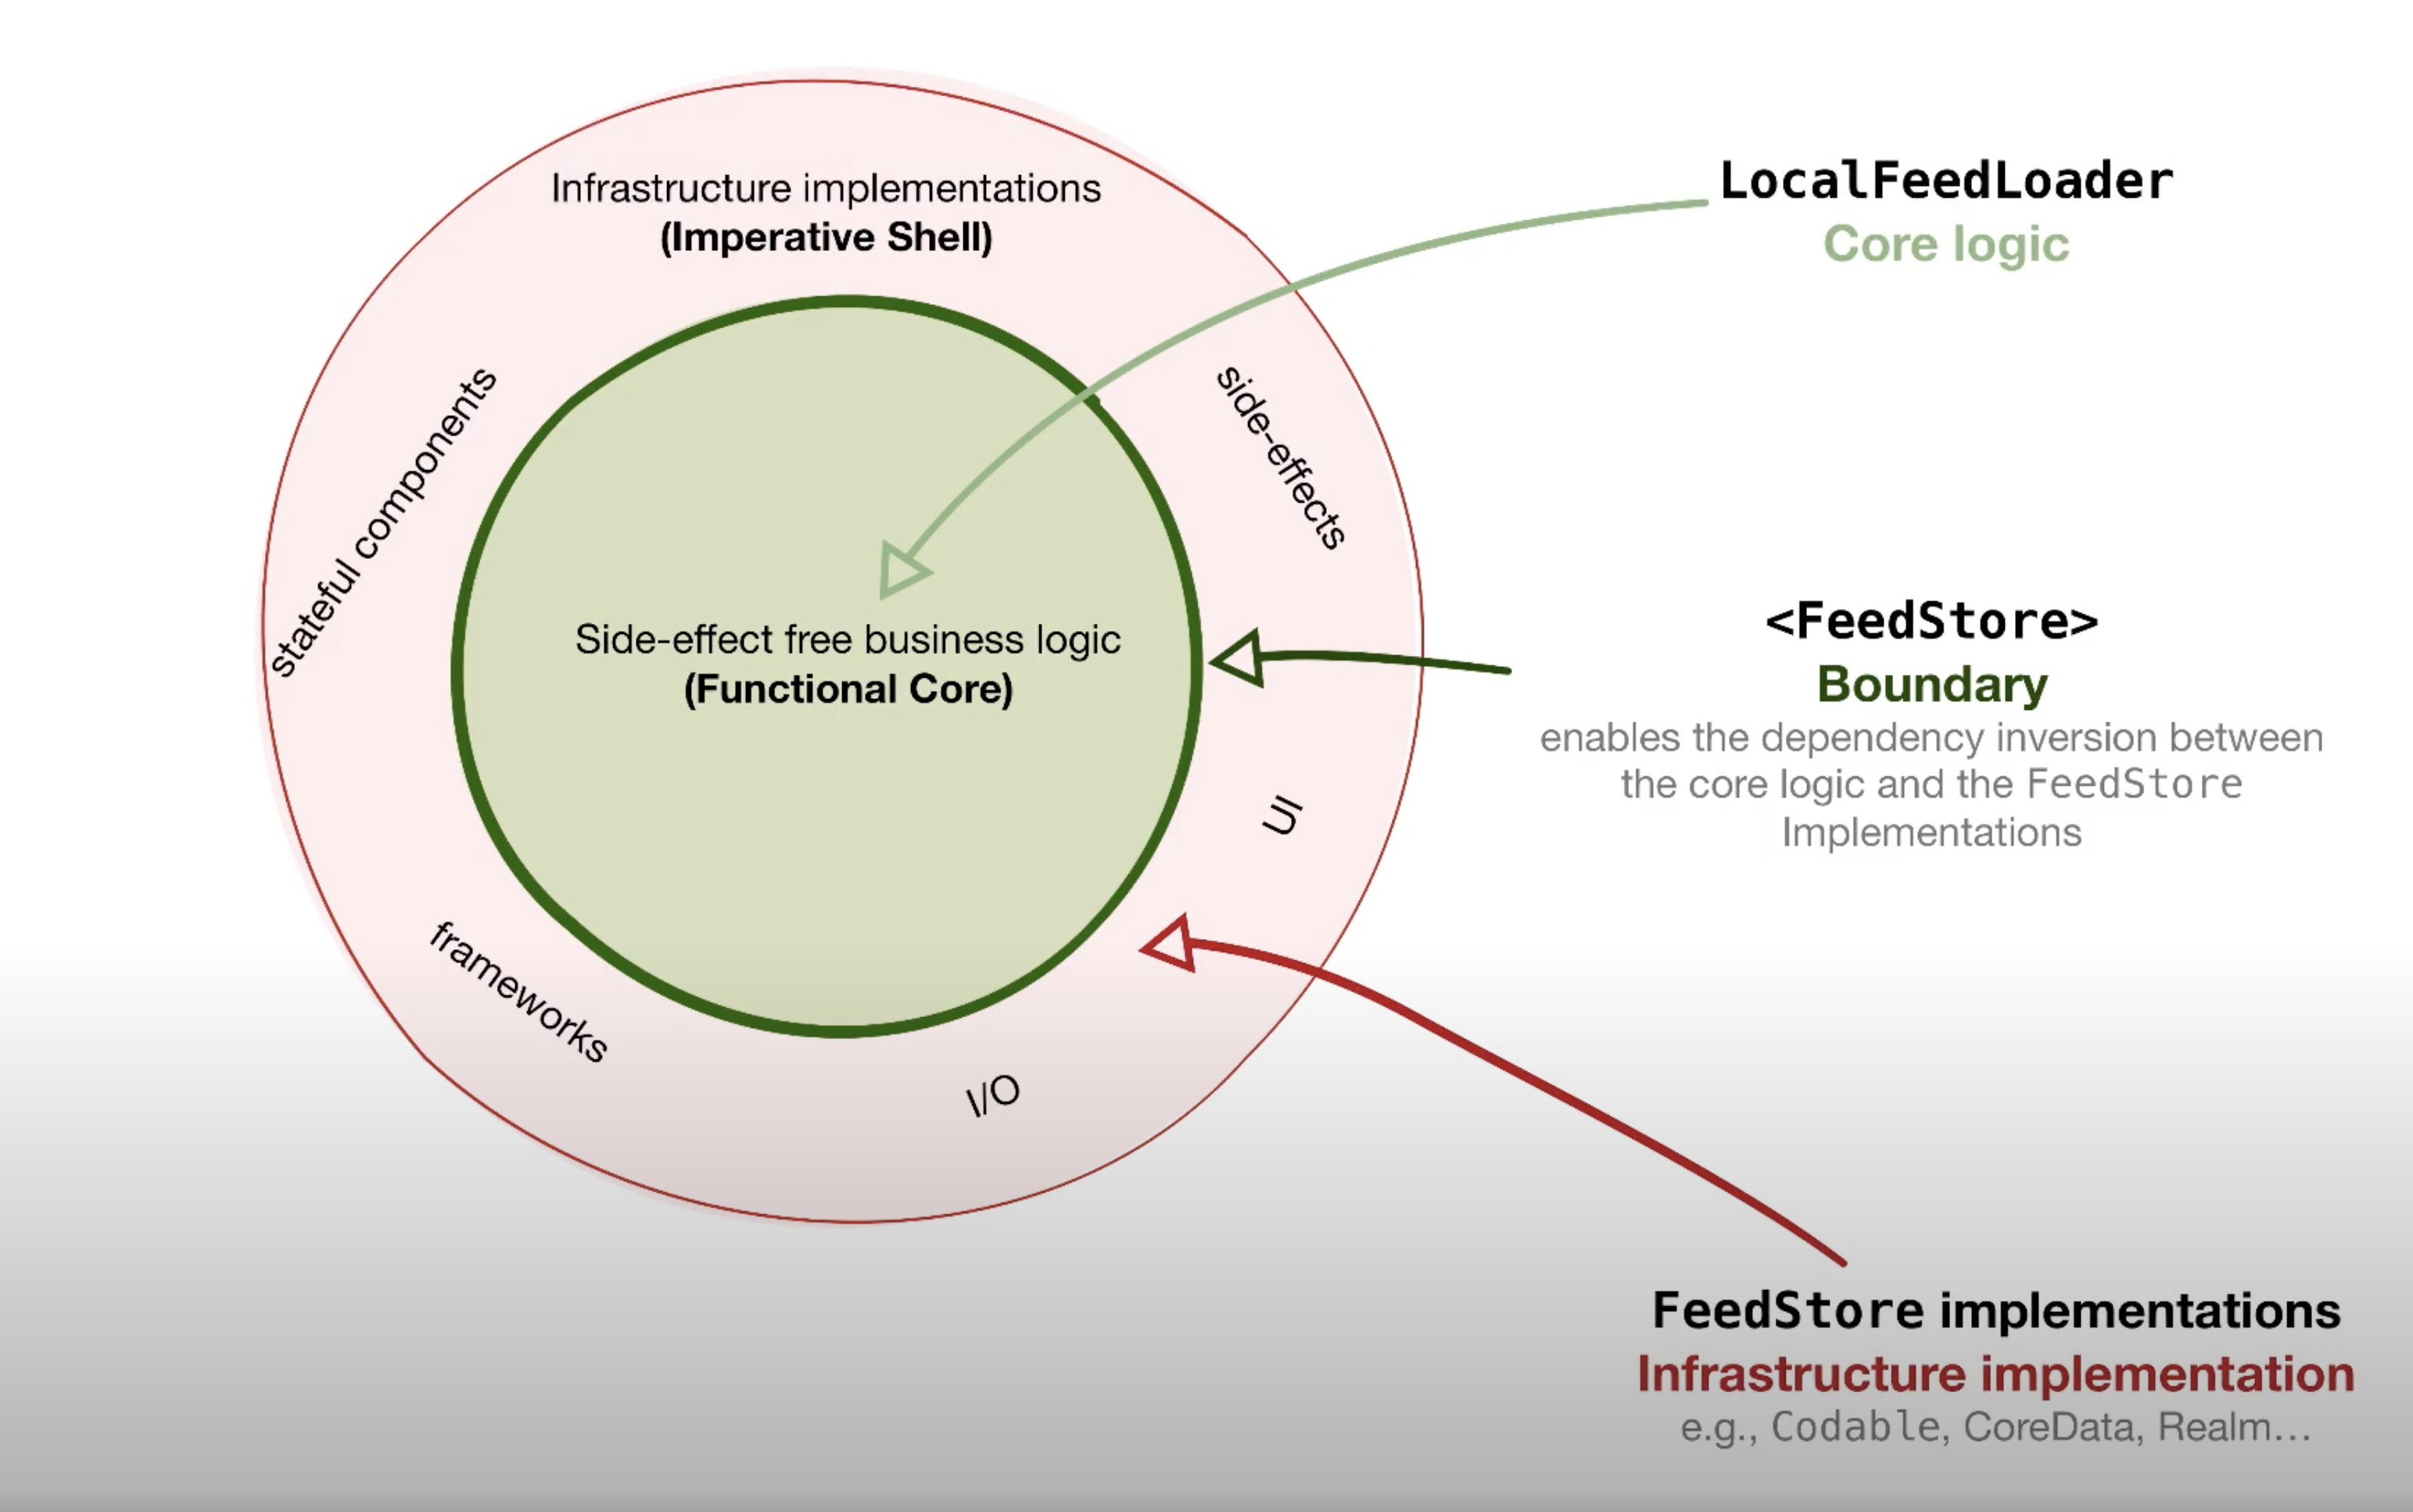 Infrastructure implementations
(Imperative Shell)
stateful components
side-effects
Side-effect free business logic
(Functional Core)
UI
frameworks
I/O
LocalFeedLoader
Core logic
<FeedStore>
Boundary
enables the dependency inversion between
the core logic and the FeedStore
Implementations
FeedStore implementations
Infrastructure implementation
e.g., Codable, CoreData, Realm...